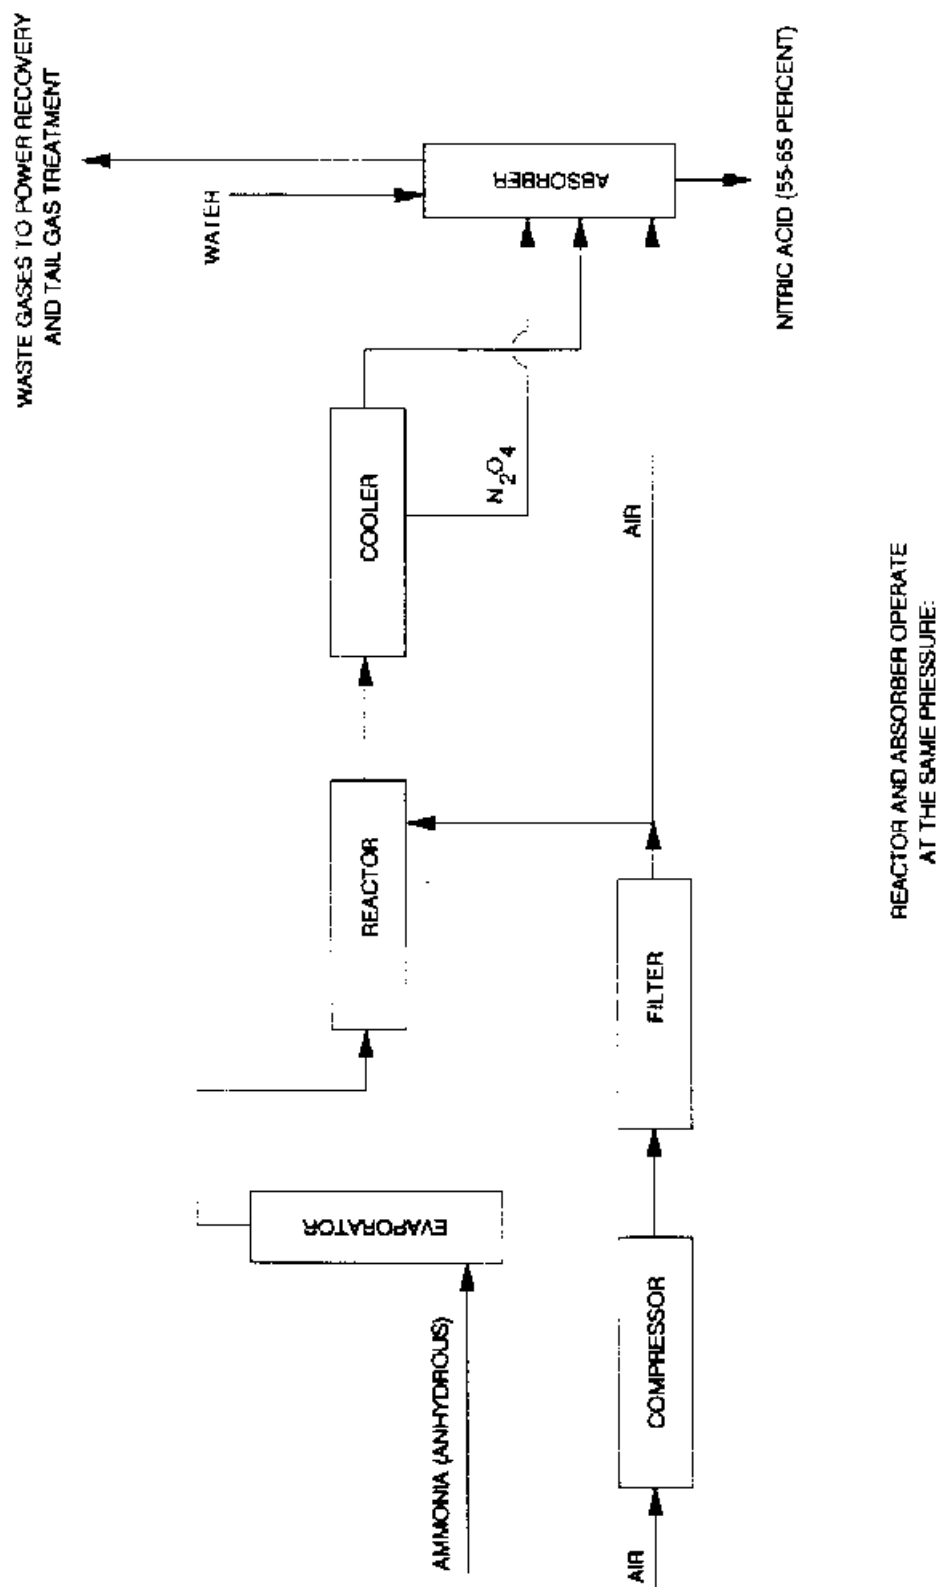 WASTE GASES TO POWER RECOVERY
AND TAIL GAS TREATMENT
WATER
ABSORBER
NITRIC ACID (55-65 PERCENT)
COOLER
N2O4
AIR
REACTOR
FILTER
EVAPORATOR
AMMONIA (ANHYDROUS)
COMPRESSOR
AIR
REACTOR AND ABSORBER OPERATE
AT THE SAME PRESSURE: